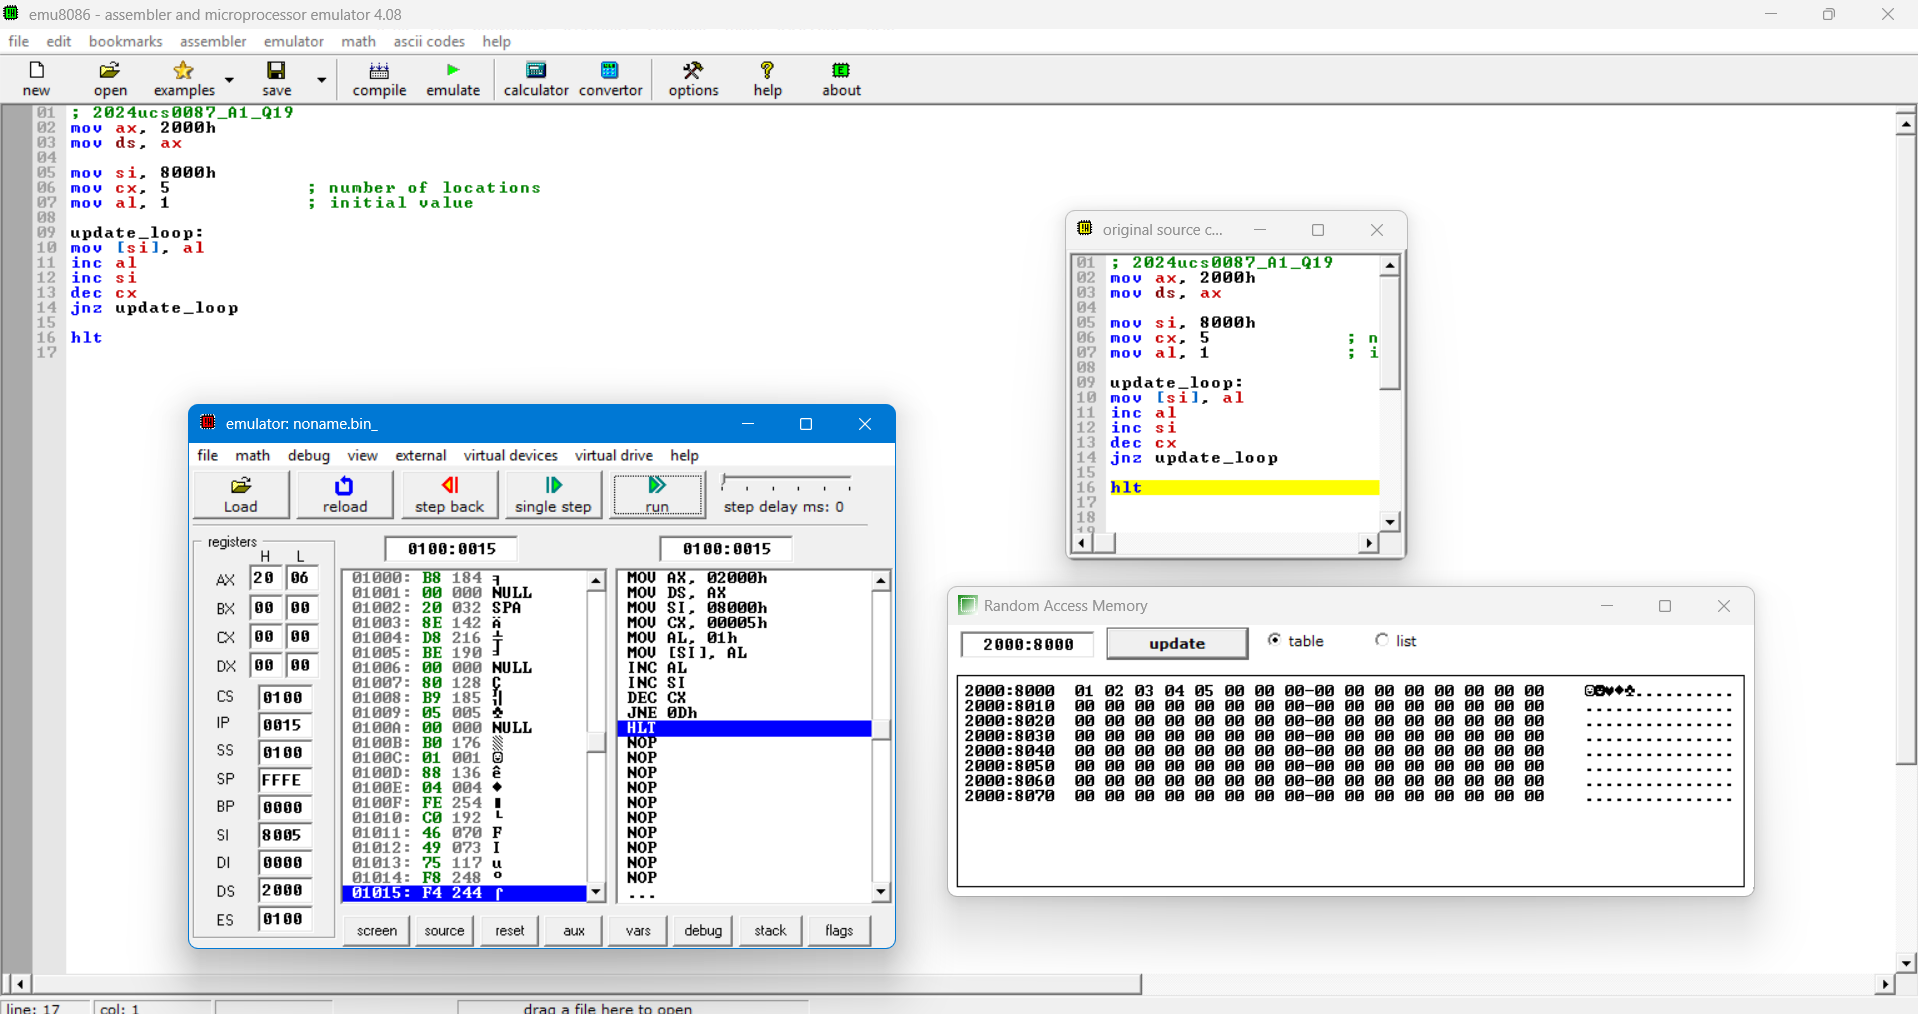 emu8086 - assembler and microprocessor emulator 4.08
file edit bookmarks assembler emulator math ascii codes help
new open examples save compile emulate calculator convertor options help about
01 ; 2024ucs0087_A1_Q19
02 mov ax, 2000h
03 mov ds, ax
04
05 mov si, 8000h
06 mov cx, 5 ; number of locations
07 mov al, 1 ; initial value
08
09 update_loop:
10 mov [si], al
11 inc al
12 inc si
13 dec cx
14 jnz update_loop
15
16 hlt
17
original source c...
01 ; 2024ucs0087_A1_Q19
02 mov ax, 2000h
03 mov ds, ax
04
05 mov si, 8000h
06 mov cx, 5 ; n
07 mov al, 1 ; i
08
09 update_loop:
10 mov [si], al
11 inc al
12 inc si
13 dec cx
14 jnz update_loop
15
16 hlt
17
18
19
emulator: noname.bin_
file math debug view external virtual devices virtual drive help
Load reload step back single step run step delay ms: 0
registers
H L
AX 20 06
BX 00 00
CX 00 00
DX 00 00
CS 0100
IP 0015
SS 0100
SP FFFE
BP 0000
SI 8005
DI 0000
DS 2000
ES 0100
0100:0015 0100:0015
01000: B8 184 ╕
01001: 00 000 NULL
01002: 20 032 SPA
01003: 8E 142 Ä
01004: D8 216 ╪
01005: BE 190 ╛
01006: 00 000 NULL
01007: 80 128 Ç
01008: B9 185 ╣
01009: 05 005 ♣
0100A: 00 000 NULL
0100B: B0 176 ░
0100C: 01 001 ☺
0100D: 88 136 ê
0100E: 04 004 ♦
0100F: FE 254 ■
01010: C0 192 └
01011: 46 070 F
01012: 49 073 I
01013: 75 117 u
01014: F8 248 °
01015: F4 244 ⌠
MOV AX, 02000h
MOV DS, AX
MOV SI, 08000h
MOV CX, 00005h
MOV AL, 01h
MOV [SI], AL
INC AL
INC SI
DEC CX
JNE 0Dh
HLT
NOP
NOP
NOP
NOP
NOP
NOP
NOP
NOP
NOP
NOP
...
screen source reset aux vars debug stack flags
Random Access Memory
2000:8000 update table list
2000:8000 01 02 03 04 05 00 00 00-00 00 00 00 00 00 00 00 ☺☻♥♦♣...........
2000:8010 00 00 00 00 00 00 00 00-00 00 00 00 00 00 00 00 ................
2000:8020 00 00 00 00 00 00 00 00-00 00 00 00 00 00 00 00 ................
2000:8030 00 00 00 00 00 00 00 00-00 00 00 00 00 00 00 00 ................
2000:8040 00 00 00 00 00 00 00 00-00 00 00 00 00 00 00 00 ................
2000:8050 00 00 00 00 00 00 00 00-00 00 00 00 00 00 00 00 ................
2000:8060 00 00 00 00 00 00 00 00-00 00 00 00 00 00 00 00 ................
2000:8070 00 00 00 00 00 00 00 00-00 00 00 00 00 00 00 00 ................
line: 17 col: 1 drag a file here to open